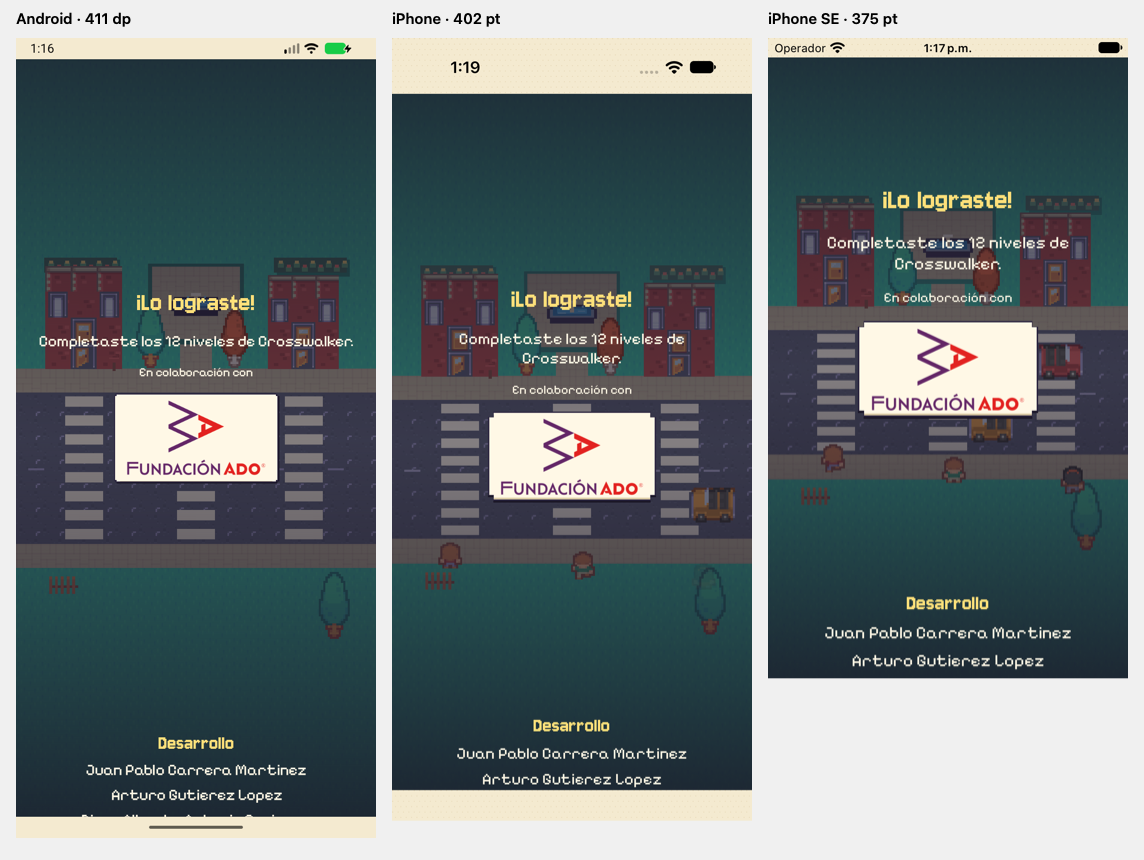 Android · 411 dp
1:16
¡Lo lograste!
Completaste los 12 niveles de Crosswalker.
En colaboración con
FUNDACIÓN ADO
Desarrollo
Juan Pablo Carrera Martinez
Arturo Gutierez Lopez
iPhone · 402 pt
1:19
¡Lo lograste!
Completaste los 12 niveles de
Crosswalker.
En colaboración con
FUNDACIÓN ADO
Desarrollo
Juan Pablo Carrera Martinez
Arturo Gutierez Lopez
iPhone SE · 375 pt
Operador
1:17 p.m.
¡Lo lograste!
Completaste los 12 niveles de
Crosswalker.
En colaboración con
FUNDACIÓN ADO
Desarrollo
Juan Pablo Carrera Martinez
Arturo Gutierez Lopez